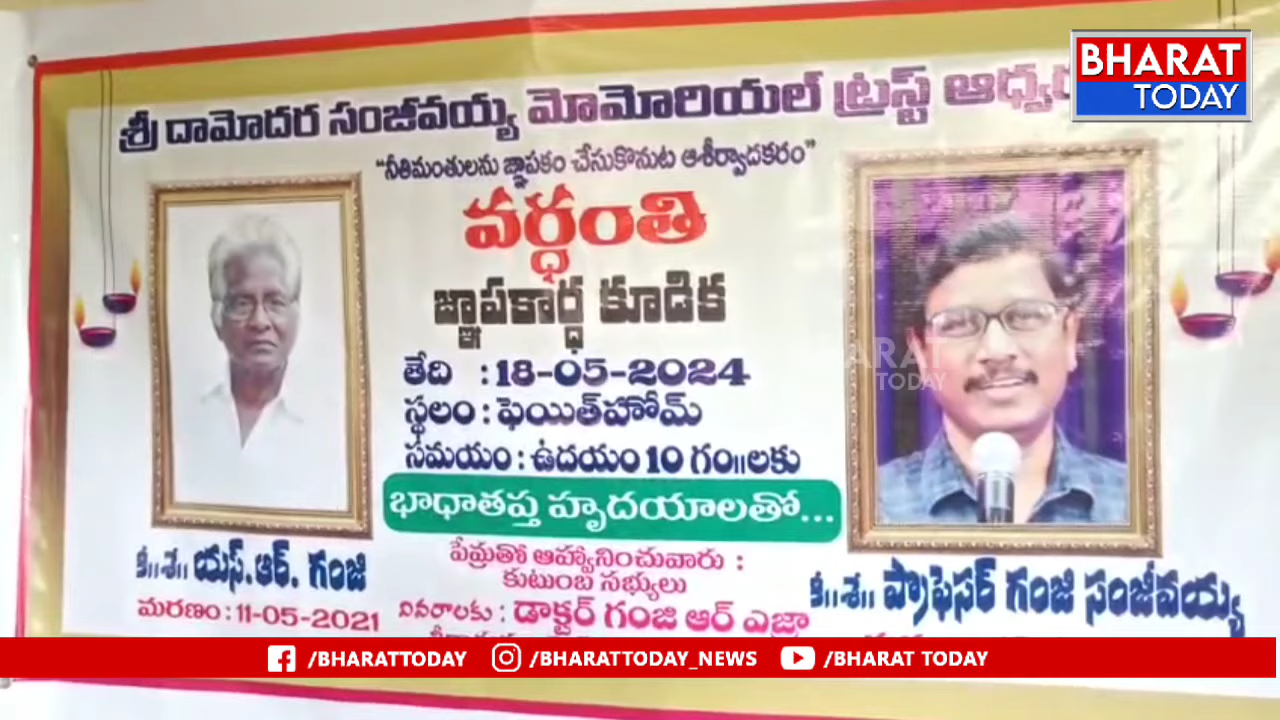 BHARAT
TODAY
శ్రీ దామోదర సంజీవయ్య మోమోరియల్ ట్రస్ట్
"నీతిమంతులను జ్ఞాపకం చేసుకొనుట ఆశీర్వాదకరం"
వర్ధంతి
జ్ఞాపకార్ధ కూడిక
తేది : 18-05-2024
స్థలం : ఫెయిత్‌హోమ్
సమయం : ఉదయం 10 గం॥లకు
భాధాతప్త హృదయాలతో...
ARAT
TODAY
ప్రేమతో ఆహ్వానించువారు :
కుటుంబ సభ్యులు
కీ॥శే॥ యస్.ఆర్. గంజి
మరణం : 11-05-2021
వివరాలకు : డాక్టర్ గంజి ఆర్ ఎజ్రా
కీ॥శే॥ ప్రొఫెసర్ గంజి సంజీవయ్య
/BHARATTODAY /BHARATTODAY_NEWS /BHARAT TODAY